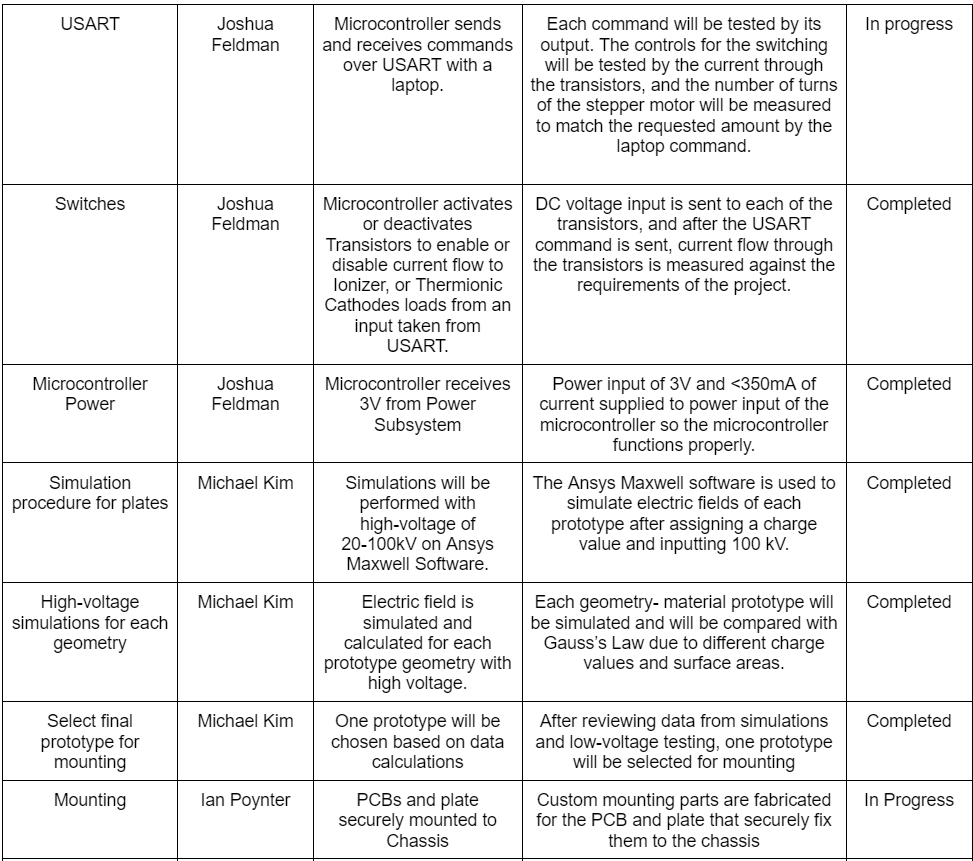 USART
Joshua
Feldman
Microcontroller sends
and receives commands
over USART with a
laptop.
Each command will be tested by its
output. The controls for the switching
will be tested by the current through
the transistors, and the number of turns
of the stepper motor will be measured
to match the requested amount by the
laptop command.
In progress
Switches
Joshua
Feldman
Microcontroller activates
or deactivates
Transistors to enable or
disable current flow to
Ionizer, or Thermionic
Cathodes loads from an
input taken from
USART.
DC voltage input is sent to each of the
transistors, and after the USART
command is sent, current flow through
the transistors is measured against the
requirements of the project.
Completed
Microcontroller
Power
Joshua
Feldman
Microcontroller receives
3V from Power
Subsystem
Power input of 3V and <350mA of
current supplied to power input of the
microcontroller so the microcontroller
functions properly.
Completed
Simulation
procedure for plates
Michael Kim
Simulations will be
performed with
high-voltage of
20-100kV on Ansys
Maxwell Software.
The Ansys Maxwell software is used to
simulate electric fields of each
prototype after assigning a charge
value and inputting 100 kV.
Completed
High-voltage
simulations for each
geometry
Michael Kim
Electric field is
simulated and
calculated for each
prototype geometry with
high voltage.
Each geometry- material prototype will
be simulated and will be compared with
Gauss's Law due to different charge
values and surface areas.
Completed
Select final
prototype for
mounting
Michael Kim
One prototype will be
chosen based on data
calculations
After reviewing data from simulations
and low-voltage testing, one prototype
will be selected for mounting
Completed
Mounting
Ian Poynter
PCBs and plate
securely mounted to
Chassis
Custom mounting parts are fabricated
for the PCB and plate that securely fix
them to the chassis
In Progress